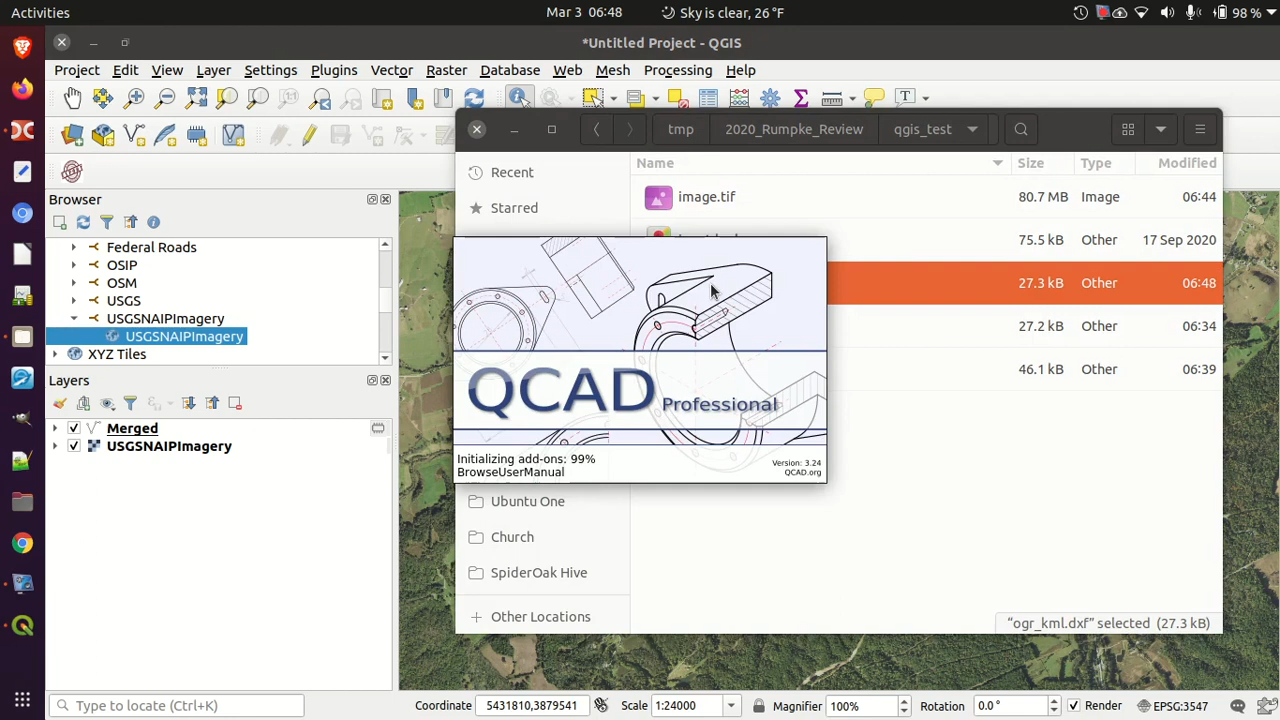 Activities
Mar 3 06:48
Sky is clear, 26 °F
98 %
*Untitled Project - QGIS
Project Edit View Layer Settings Plugins Vector Raster Database Web Mesh Processing Help
tmp
2020_Rumpke_Review
qgis_test
Name
Size
Type
Modified
Recent
Starred
image.tif
80.7 MB
Image
06:44
75.5 kB
Other
17 Sep 2020
27.3 kB
Other
06:48
27.2 kB
Other
06:34
46.1 kB
Other
06:39
Browser
Federal Roads
OSIP
OSM
USGS
USGSNAIPImagery
USGSNAIPImagery
XYZ Tiles
Layers
Merged
USGSNAIPImagery
QCAD Professional
Initializing add-ons: 99%
BrowseUserManual
Version: 3.24
QCAD.org
Ubuntu One
Church
SpiderOak Hive
Other Locations
“ogr_kml.dxf” selected (27.3 kB)
Type to locate (Ctrl+K)
Coordinate
5431810,3879541
Scale
1:24000
Magnifier
100%
Rotation
0.0 °
Render
EPSG:3547